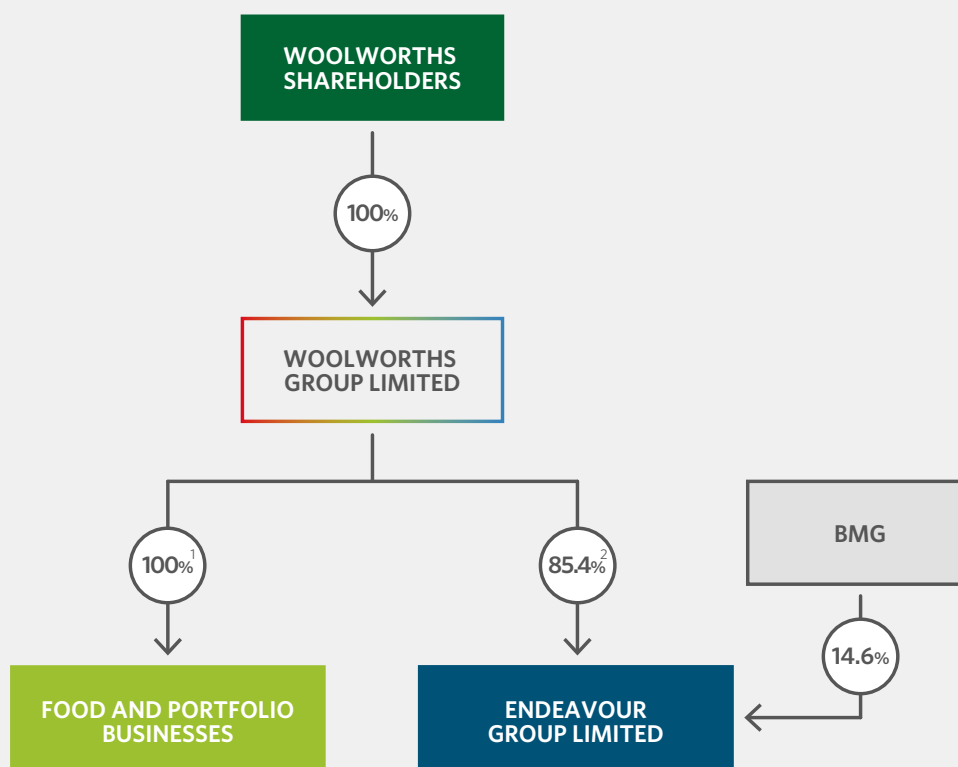 WOOLWORTHS
SHAREHOLDERS
100%
WOOLWORTHS
GROUP LIMITED
100%1
85.4%2
BMG
14.6%
FOOD AND PORTFOLIO
BUSINESSES
ENDEAVOUR
GROUP LIMITED